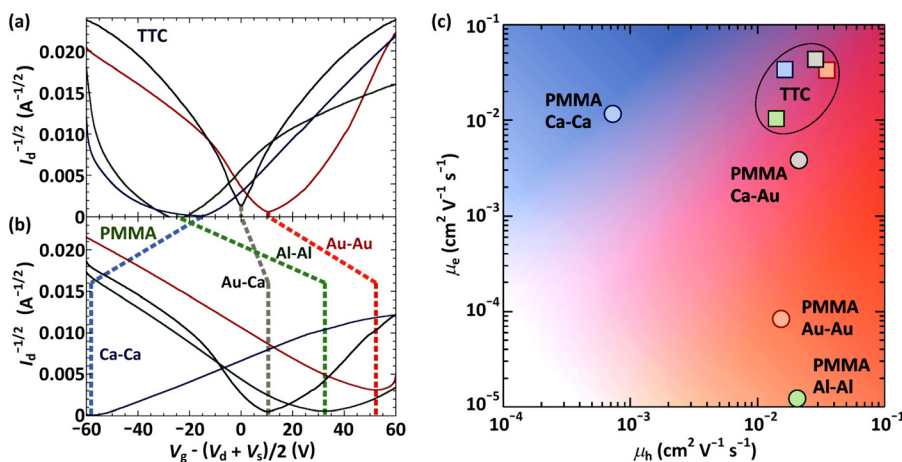 (a)
TTC
0.020
0.015
0.010
0.005
0
I_d^{-1/2} (A^{-1/2})
(b)
PMMA
Au-Au
Al-Al
Au-Ca
Ca-Ca
0.020
0.015
0.010
0.005
0
I_d^{-1/2} (A^{-1/2})
-60 -40 -20 0 20 40 60
V_g - (V_d + V_s)/2 (V)
(c)
10^{-1}
10^{-2}
10^{-3}
10^{-4}
10^{-5}
μ_e (cm² V⁻¹ s⁻¹)
PMMA
Ca-Ca
TTC
PMMA
Ca-Au
PMMA
Au-Au
PMMA
Al-Al
10^{-4} 10^{-3} 10^{-2} 10^{-1}
μ_h (cm² V⁻¹ s⁻¹)